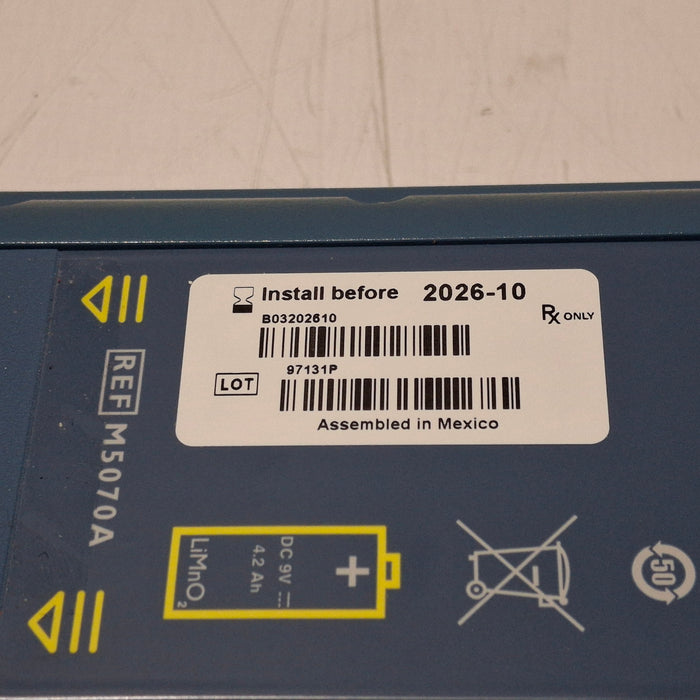 Install before 2026-10
B03202610
RX ONLY
97131P
LOT
Assembled in Mexico
REF M5070A
LiMnO2
DC 9V
4.2 Ah
+
50